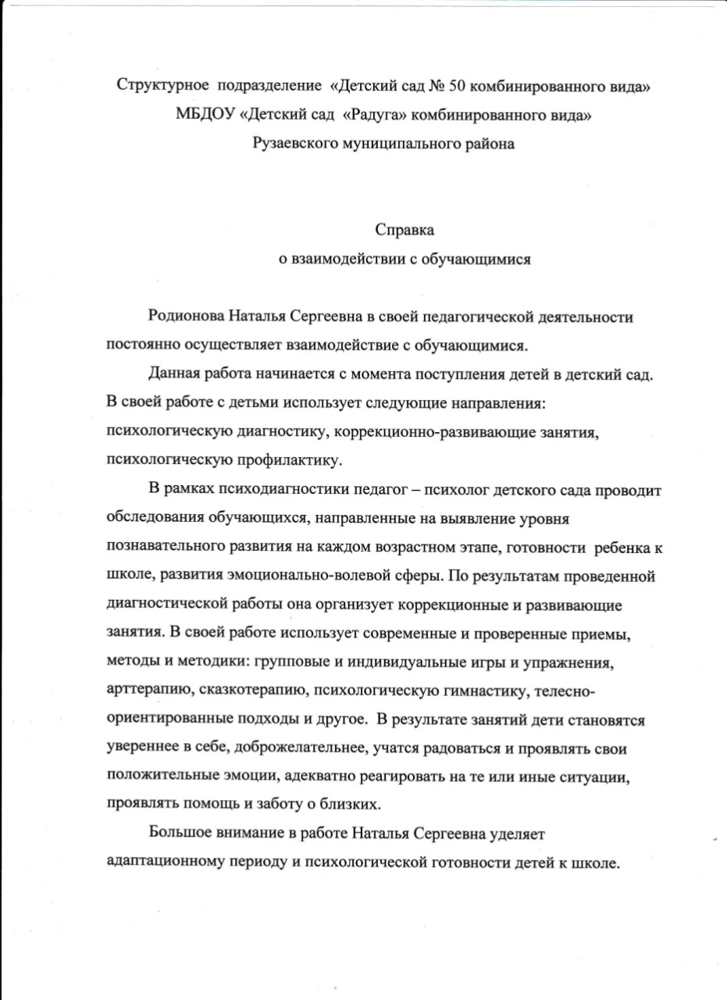 Структурное подразделение «Детский сад № 50 комбинированного вида»
МБДОУ «Детский сад «Радуга» комбинированного вида»
Рузаевского муниципального района
Справка
о взаимодействии с обучающимися
Родионова Наталья Сергеевна в своей педагогической деятельности
постоянно осуществляет взаимодействие с обучающимися.
Данная работа начинается с момента поступления детей в детский сад.
В своей работе с детьми использует следующие направления:
психологическую диагностику, коррекционно-развивающие занятия,
психологическую профилактику.
В рамках психодиагностики педагог – психолог детского сада проводит
обследования обучающихся, направленные на выявление уровня
познавательного развития на каждом возрастном этапе, готовности ребенка к
школе, развития эмоционально-волевой сферы. По результатам проведенной
диагностической работы она организует коррекционные и развивающие
занятия. В своей работе использует современные и проверенные приемы,
методы и методики: групповые и индивидуальные игры и упражнения,
арттерапию, сказкотерапию, психологическую гимнастику, телесно-
ориентированные подходы и другое. В результате занятий дети становятся
увереннее в себе, доброжелательнее, учатся радоваться и проявлять свои
положительные эмоции, адекватно реагировать на те или иные ситуации,
проявлять помощь и заботу о близких.
Большое внимание в работе Наталья Сергеевна уделяет
адаптационному периоду и психологической готовности детей к школе.